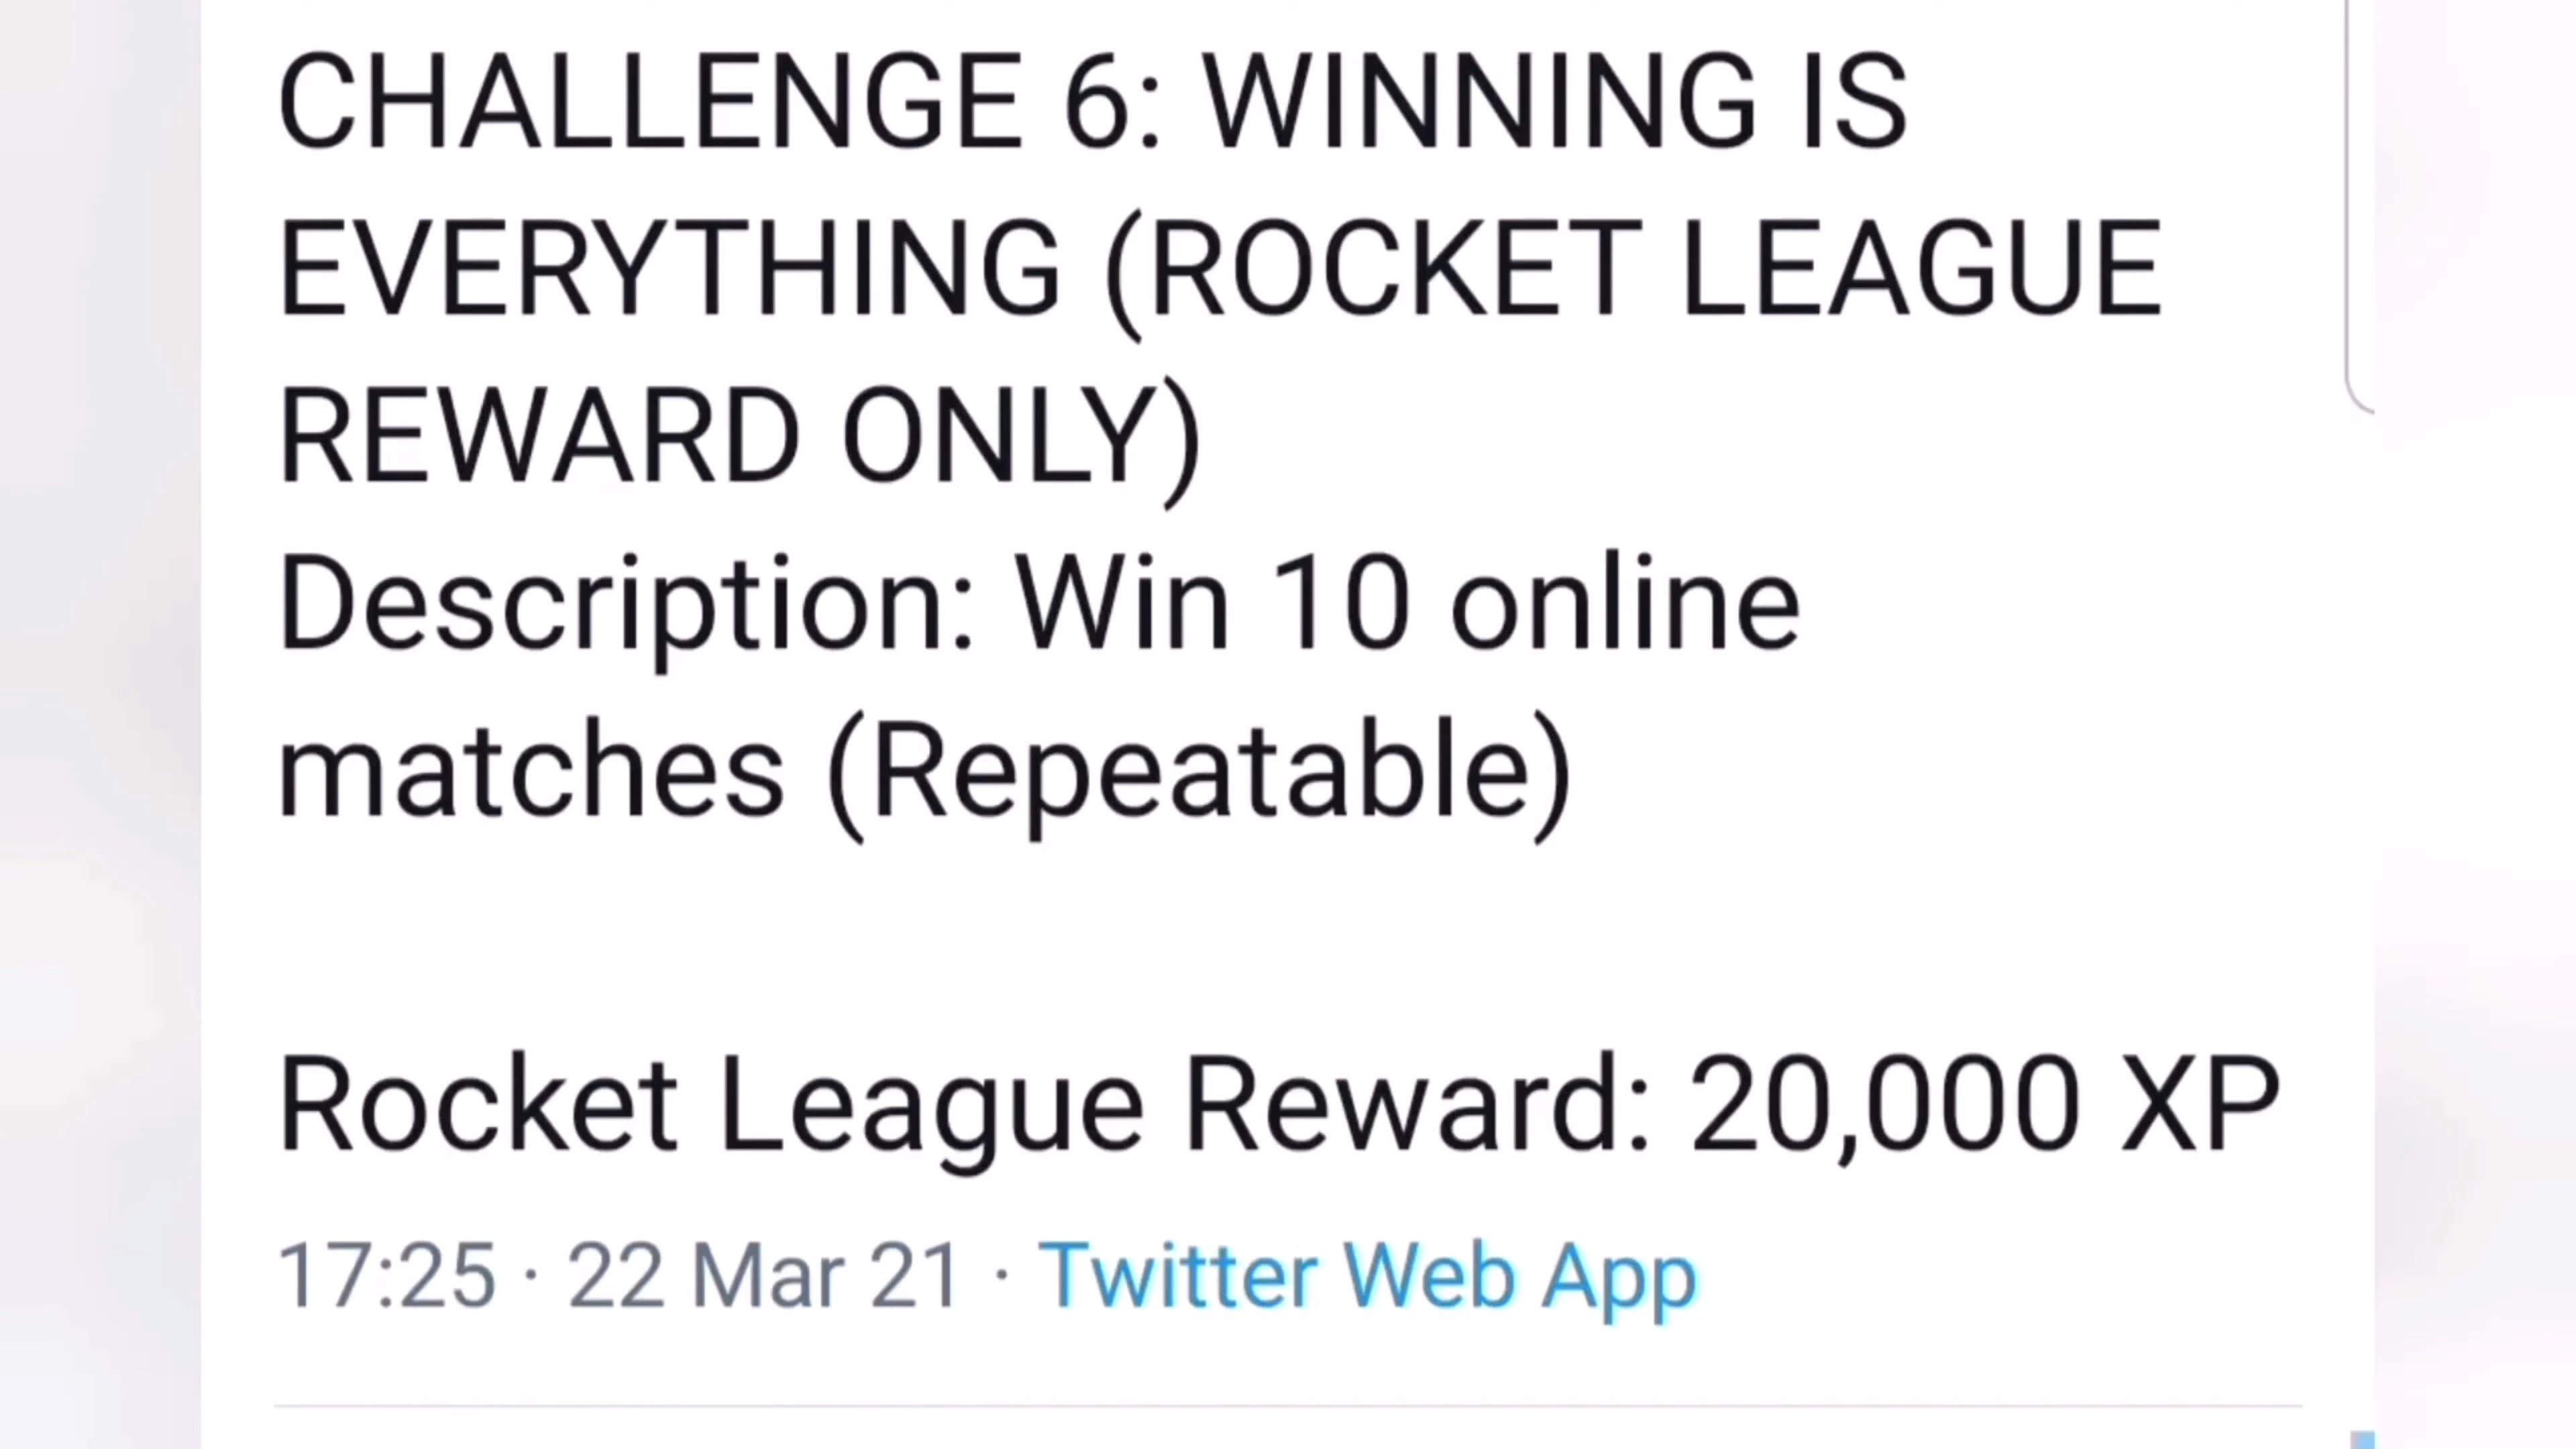 CHALLENGE 6: WINNING IS
EVERYTHING (ROCKET LEAGUE
REWARD ONLY)
Description: Win 10 online
matches (Repeatable)
Rocket League Reward: 20,000 XP
17:25 · 22 Mar 21 · Twitter Web App